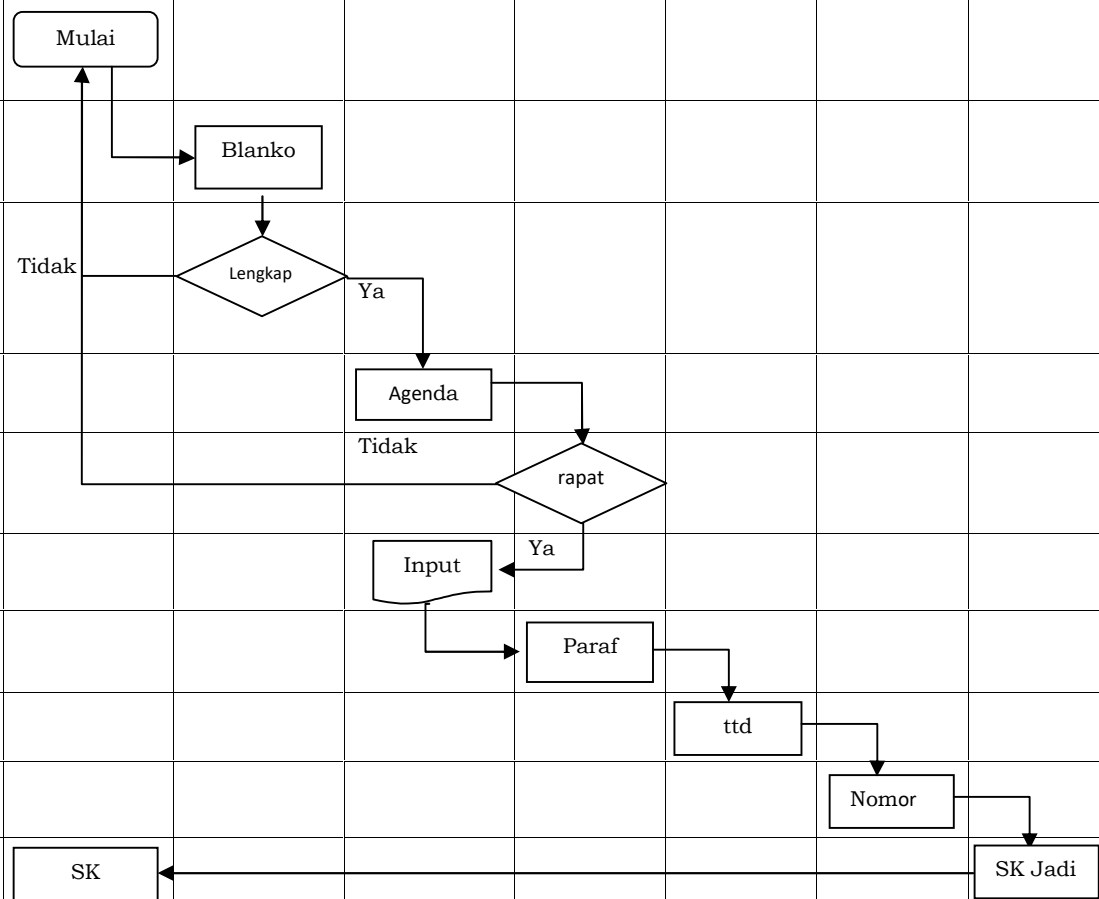 Mulai
Blanko
Tidak
Lengkap
Ya
Agenda
Tidak
rapat
Ya
Input
Paraf
ttd
Nomor
SK
SK Jadi